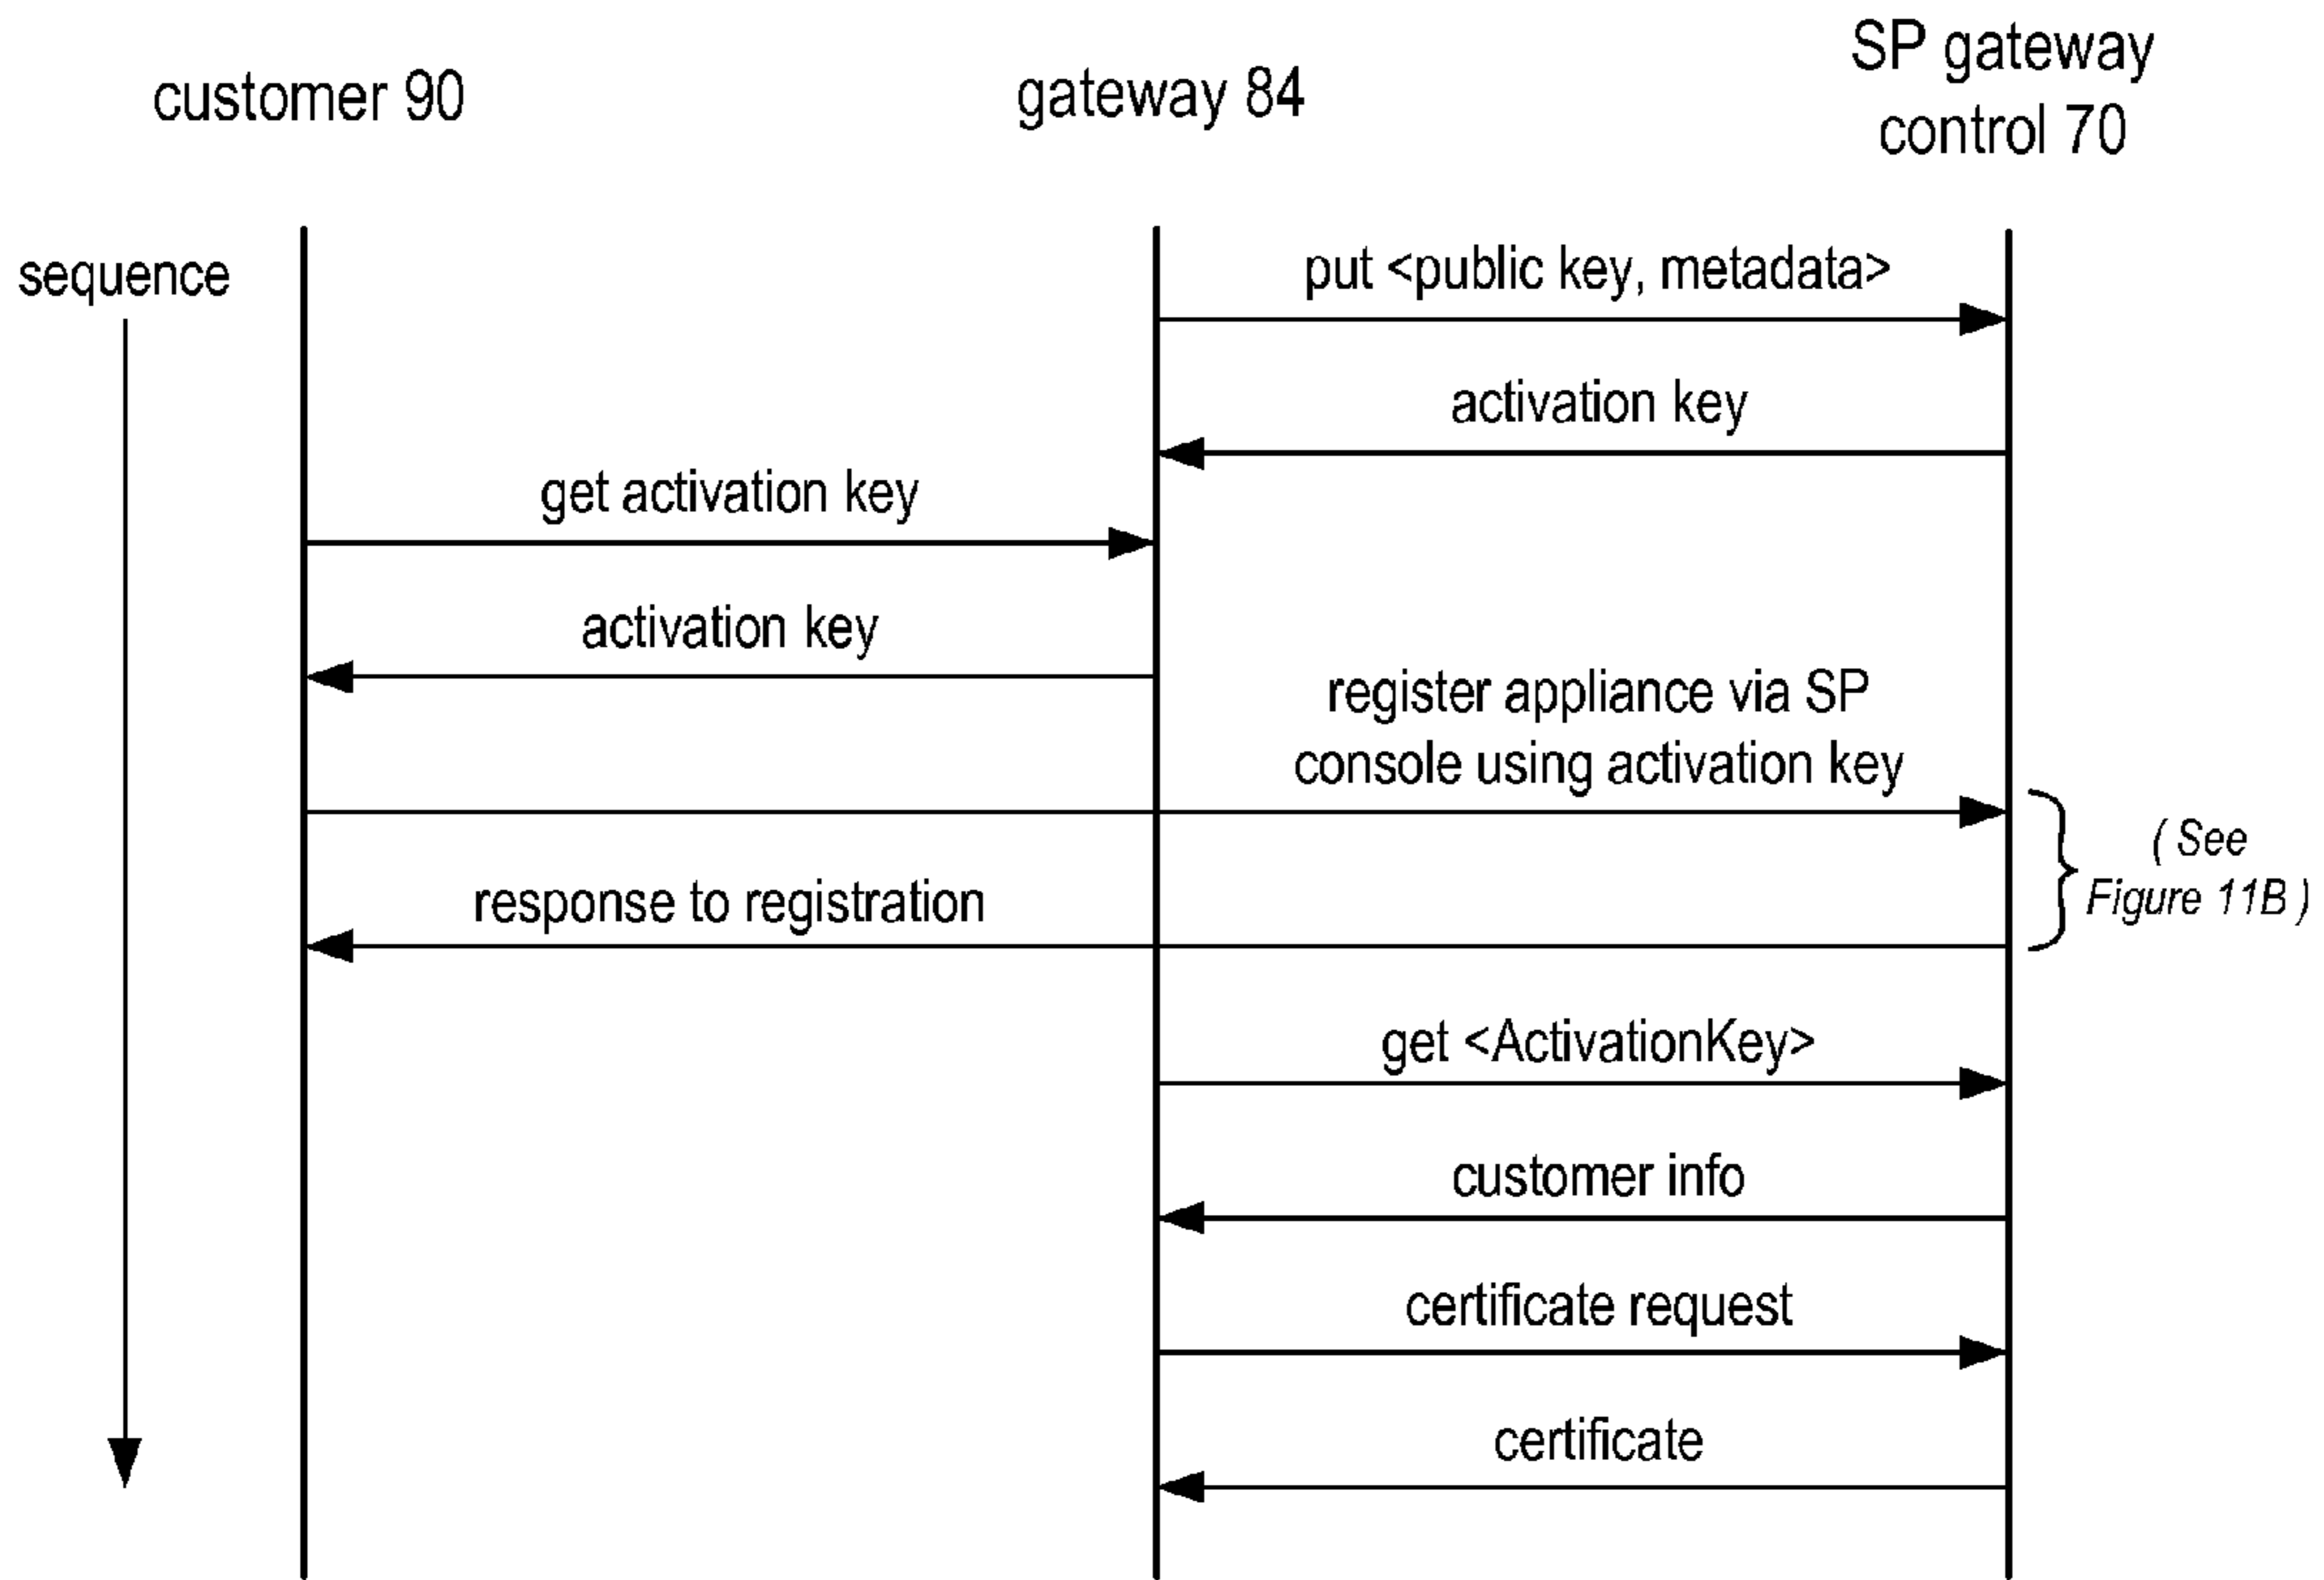 customer 90
gateway 84
SP gateway
control 70
sequence
put <public key, metadata>
activation key
get activation key
activation key
register appliance via SP
console using activation key
( See
Figure 11B )
response to registration
get <ActivationKey>
customer info
certificate request
certificate